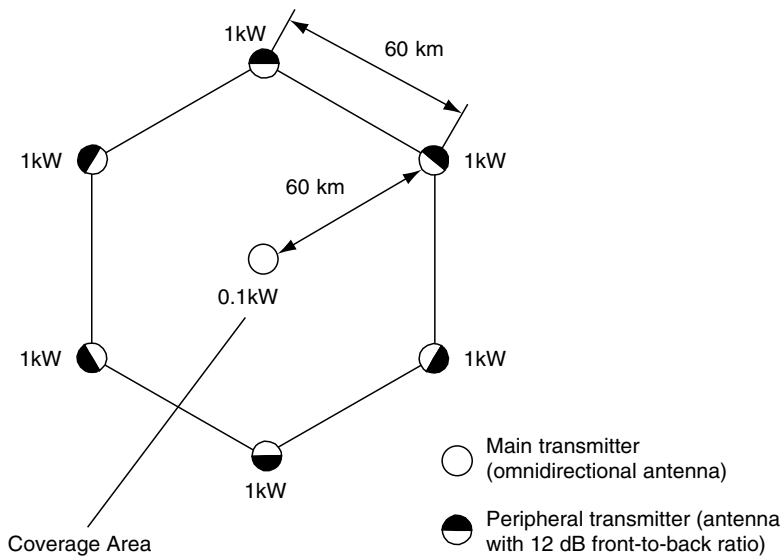 1kW
60 km
1kW
1kW
60 km
0.1kW
1kW
1kW
Main transmitter
(omnidirectional antenna)
1kW
Peripheral transmitter (antenna
with 12 dB front-to-back ratio)
Coverage Area